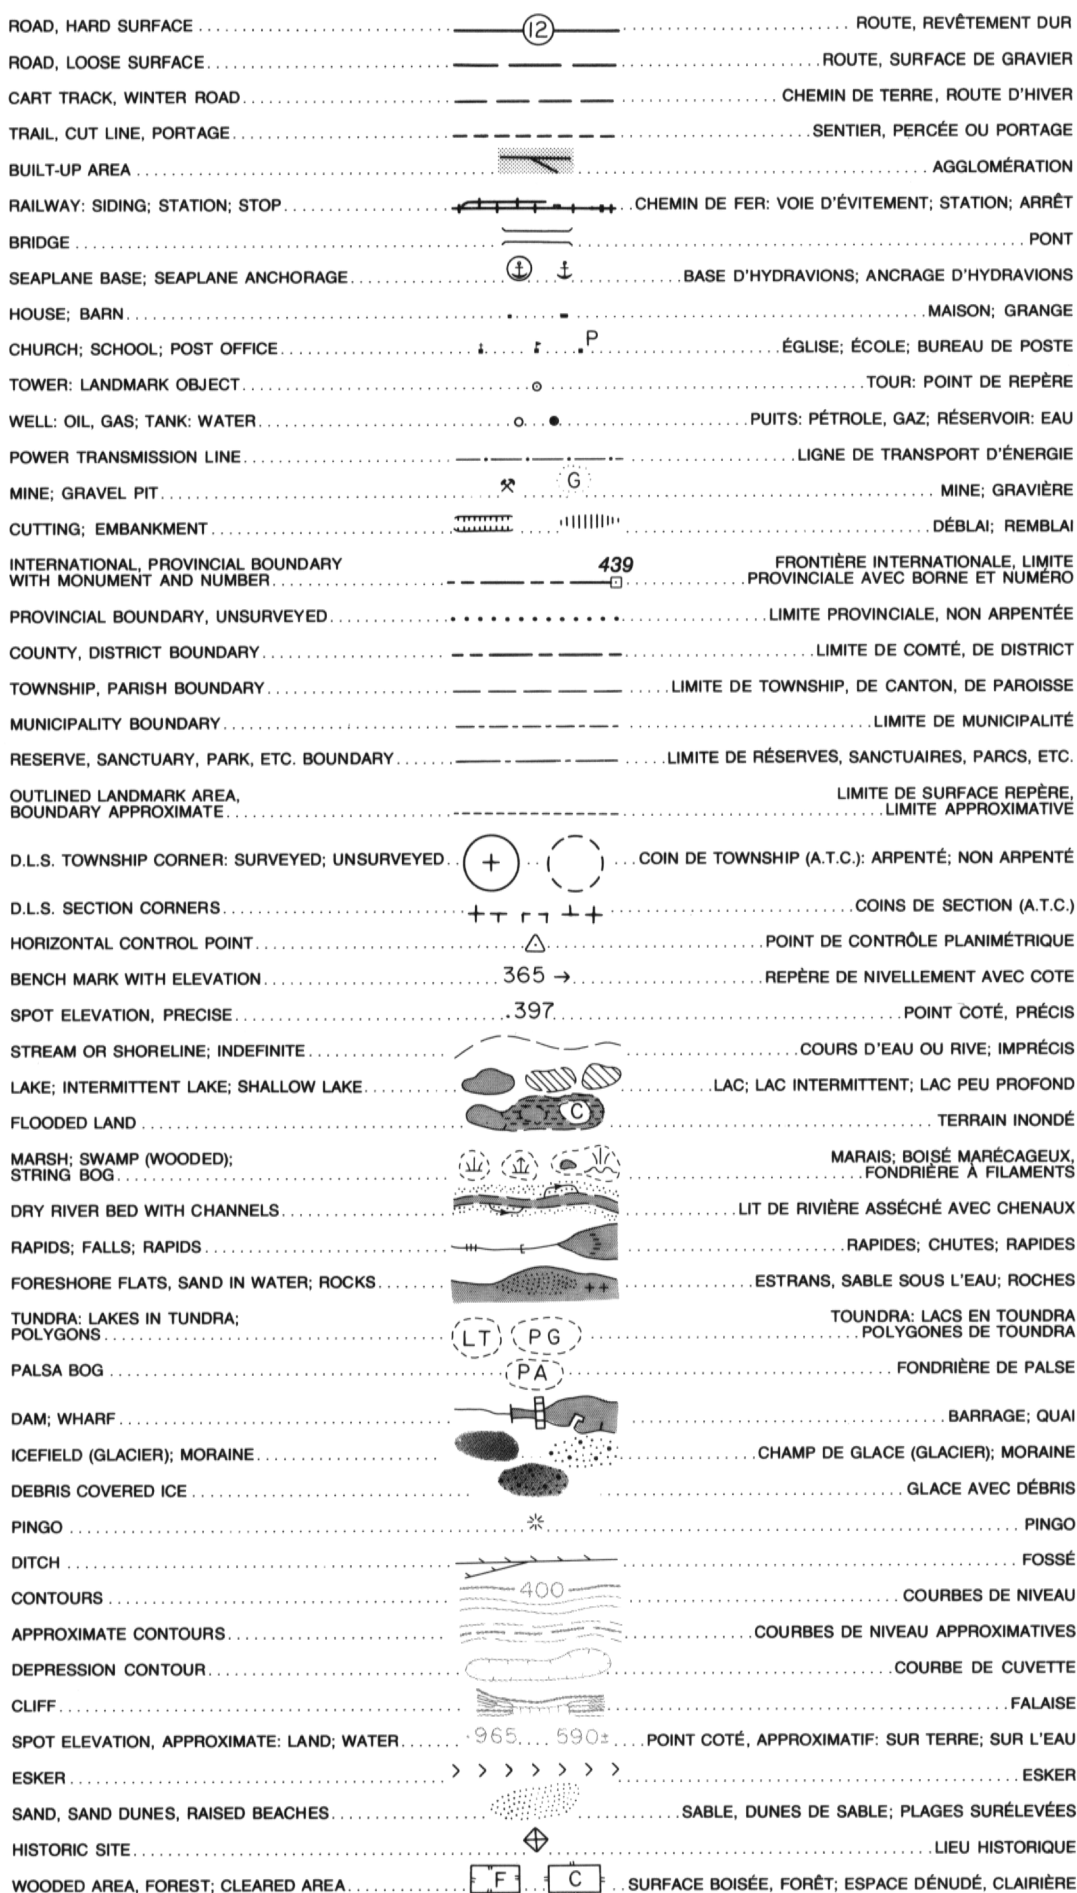 ROAD, HARD SURFACE 12 ROUTE, REVÊTEMENT DUR
ROAD, LOOSE SURFACE ROUTE, SURFACE DE GRAVIER
CART TRACK, WINTER ROAD CHEMIN DE TERRE, ROUTE D'HIVER
TRAIL, CUT LINE, PORTAGE SENTIER, PERCÉE OU PORTAGE
BUILT-UP AREA AGGLOMÉRATION
RAILWAY: SIDING; STATION; STOP CHEMIN DE FER: VOIE D'ÉVITEMENT; STATION; ARRÊT
BRIDGE PONT
SEAPLANE BASE; SEAPLANE ANCHORAGE BASE D'HYDRAVIONS; ANCRAGE D'HYDRAVIONS
HOUSE; BARN MAISON; GRANGE
CHURCH; SCHOOL; POST OFFICE P ÉGLISE; ÉCOLE; BUREAU DE POSTE
TOWER: LANDMARK OBJECT TOUR: POINT DE REPÈRE
WELL: OIL, GAS; TANK: WATER PUITS: PÉTROLE, GAZ; RÉSERVOIR: EAU
POWER TRANSMISSION LINE LIGNE DE TRANSPORT D'ÉNERGIE
MINE; GRAVEL PIT G MINE; GRAVIÈRE
CUTTING; EMBANKMENT DÉBLAI; REMBLAI
INTERNATIONAL, PROVINCIAL BOUNDARY 439 FRONTIÈRE INTERNATIONALE, LIMITE
WITH MONUMENT AND NUMBER PROVINCIALE AVEC BORNE ET NUMÉRO
PROVINCIAL BOUNDARY, UNSURVEYED LIMITE PROVINCIALE, NON ARPENTÉE
COUNTY, DISTRICT BOUNDARY LIMITE DE COMTÉ, DE DISTRICT
TOWNSHIP, PARISH BOUNDARY LIMITE DE TOWNSHIP, DE CANTON, DE PAROISSE
MUNICIPALITY BOUNDARY LIMITE DE MUNICIPALITÉ
RESERVE, SANCTUARY, PARK, ETC. BOUNDARY LIMITE DE RÉSERVES, SANCTUAIRES, PARCS, ETC.
OUTLINED LANDMARK AREA, LIMITE DE SURFACE REPÈRE,
BOUNDARY APPROXIMATE LIMITE APPROXIMATIVE
D.L.S. TOWNSHIP CORNER: SURVEYED; UNSURVEYED COIN DE TOWNSHIP (A.T.C.): ARPENTÉ; NON ARPENTÉ
D.L.S. SECTION CORNERS COINS DE SECTION (A.T.C.)
HORIZONTAL CONTROL POINT POINT DE CONTRÔLE PLANIMÉTRIQUE
BENCH MARK WITH ELEVATION 365 → REPÈRE DE NIVELLEMENT AVEC COTE
SPOT ELEVATION, PRECISE .397 POINT COTÉ, PRÉCIS
STREAM OR SHORELINE; INDEFINITE COURS D'EAU OU RIVE; IMPRÉCIS
LAKE; INTERMITTENT LAKE; SHALLOW LAKE LAC; LAC INTERMITTENT; LAC PEU PROFOND
FLOODED LAND C TERRAIN INONDÉ
MARSH; SWAMP (WOODED); MARAIS; BOISÉ MARÉCAGEUX,
STRING BOG FONDRIÈRE À FILAMENTS
DRY RIVER BED WITH CHANNELS LIT DE RIVIÈRE ASSÉCHÉ AVEC CHENAUX
RAPIDS; FALLS; RAPIDS RAPIDES; CHUTES; RAPIDES
FORESHORE FLATS, SAND IN WATER; ROCKS ESTRANS, SABLE SOUS L'EAU; ROCHES
TUNDRA: LAKES IN TUNDRA; TOUNDRA: LACS EN TOUNDRA
POLYGONS LT PG POLYGONES DE TOUNDRA
PALSA BOG PA FONDRIÈRE DE PALSE
DAM; WHARF BARRAGE; QUAI
ICEFIELD (GLACIER); MORAINE CHAMP DE GLACE (GLACIER); MORAINE
DEBRIS COVERED ICE GLACE AVEC DÉBRIS
PINGO PINGO
DITCH FOSSÉ
CONTOURS 400 COURBES DE NIVEAU
APPROXIMATE CONTOURS COURBES DE NIVEAU APPROXIMATIVES
DEPRESSION CONTOUR COURBE DE CUVETTE
CLIFF FALAISE
SPOT ELEVATION, APPROXIMATE: LAND; WATER ·965 590± POINT COTÉ, APPROXIMATIF: SUR TERRE; SUR L'EAU
ESKER ESKER
SAND, SAND DUNES, RAISED BEACHES SABLE, DUNES DE SABLE; PLAGES SURÉLEVÉES
HISTORIC SITE LIEU HISTORIQUE
WOODED AREA, FOREST; CLEARED AREA F C SURFACE BOISÉE, FORÊT; ESPACE DÉNUDÉ, CLAIRIÈRE